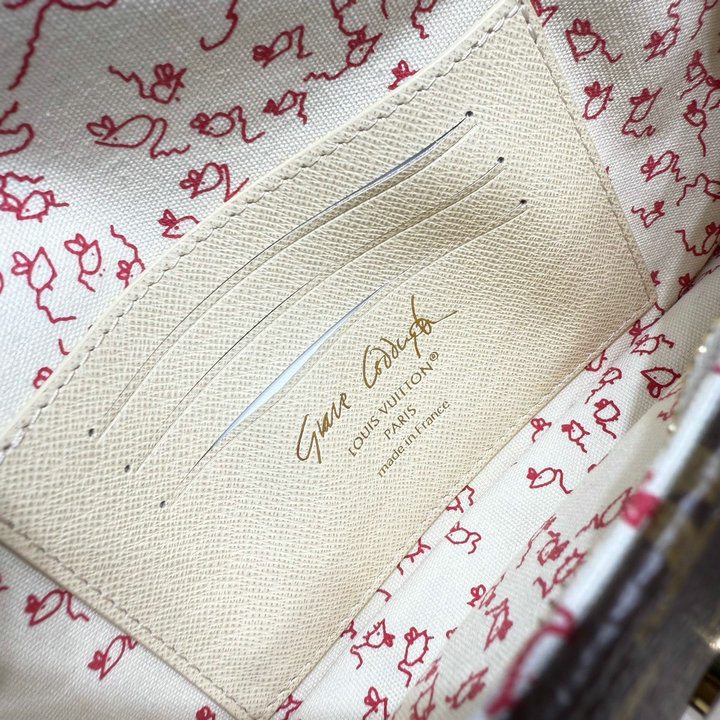 Grace Coddington
LOUIS VUITTON®
PARIS
made in France